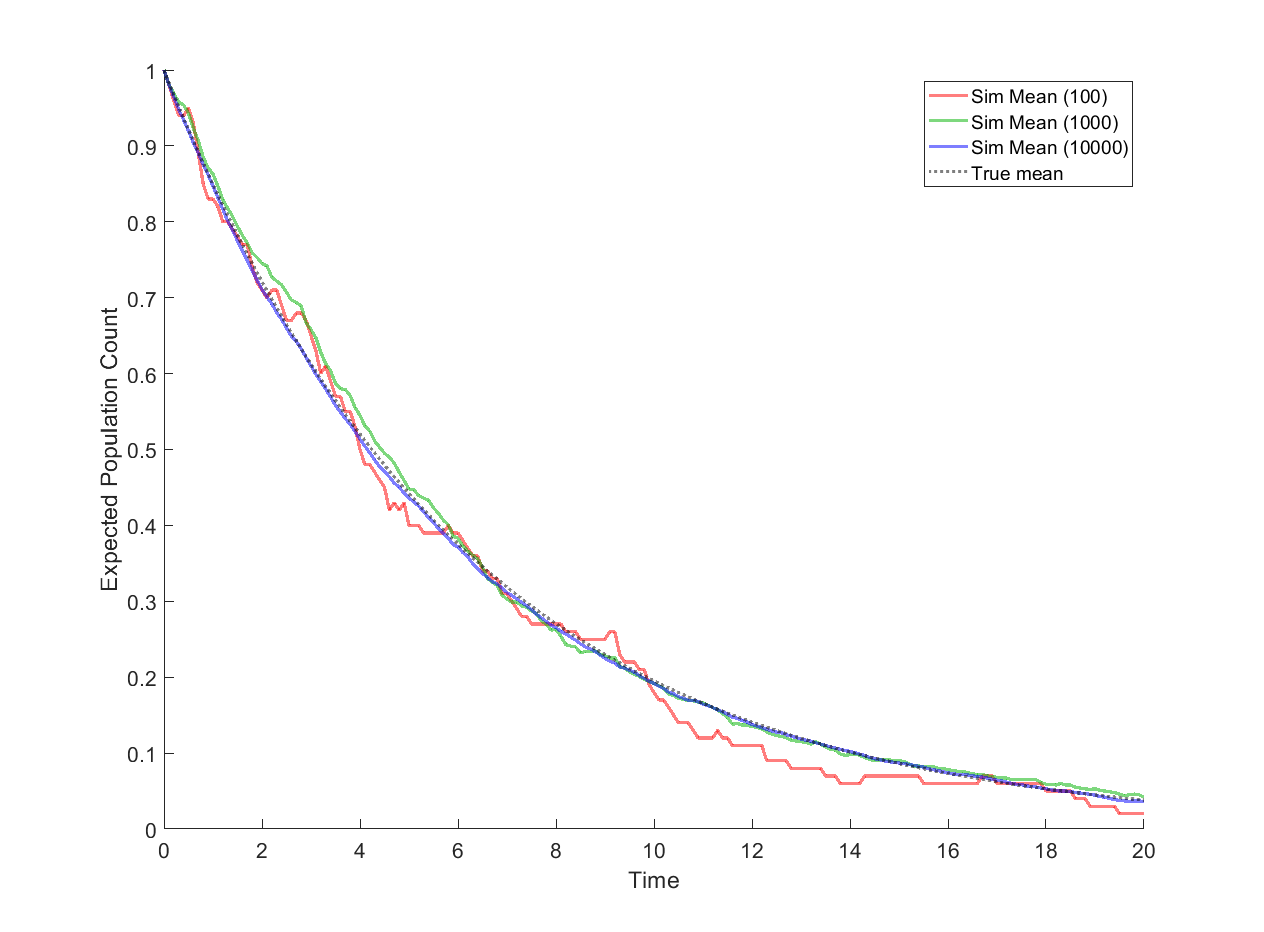 Sim Mean (100)
Sim Mean (1000)
Sim Mean (10000)
True mean
Expected Population Count
1
0.9
0.8
0.7
0.6
0.5
0.4
0.3
0.2
0.1
0
0 2 4 6 8 10 12 14 16 18 20
Time